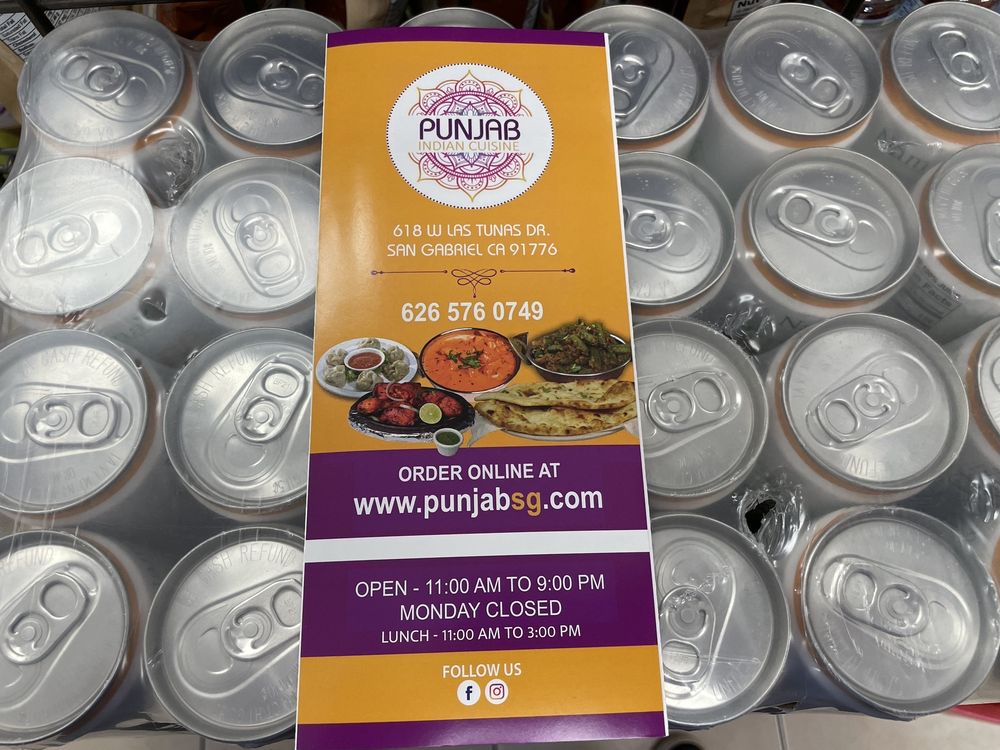 PUNJAB
INDIAN CUISINE
618 W LAS TUNAS DR.
SAN GABRIEL CA 91776
626 576 0749
ORDER ONLINE AT
www.punjabsg.com
OPEN - 11:00 AM TO 9:00 PM
MONDAY CLOSED
LUNCH - 11:00 AM TO 3:00 PM
FOLLOW US
CASH REFUND